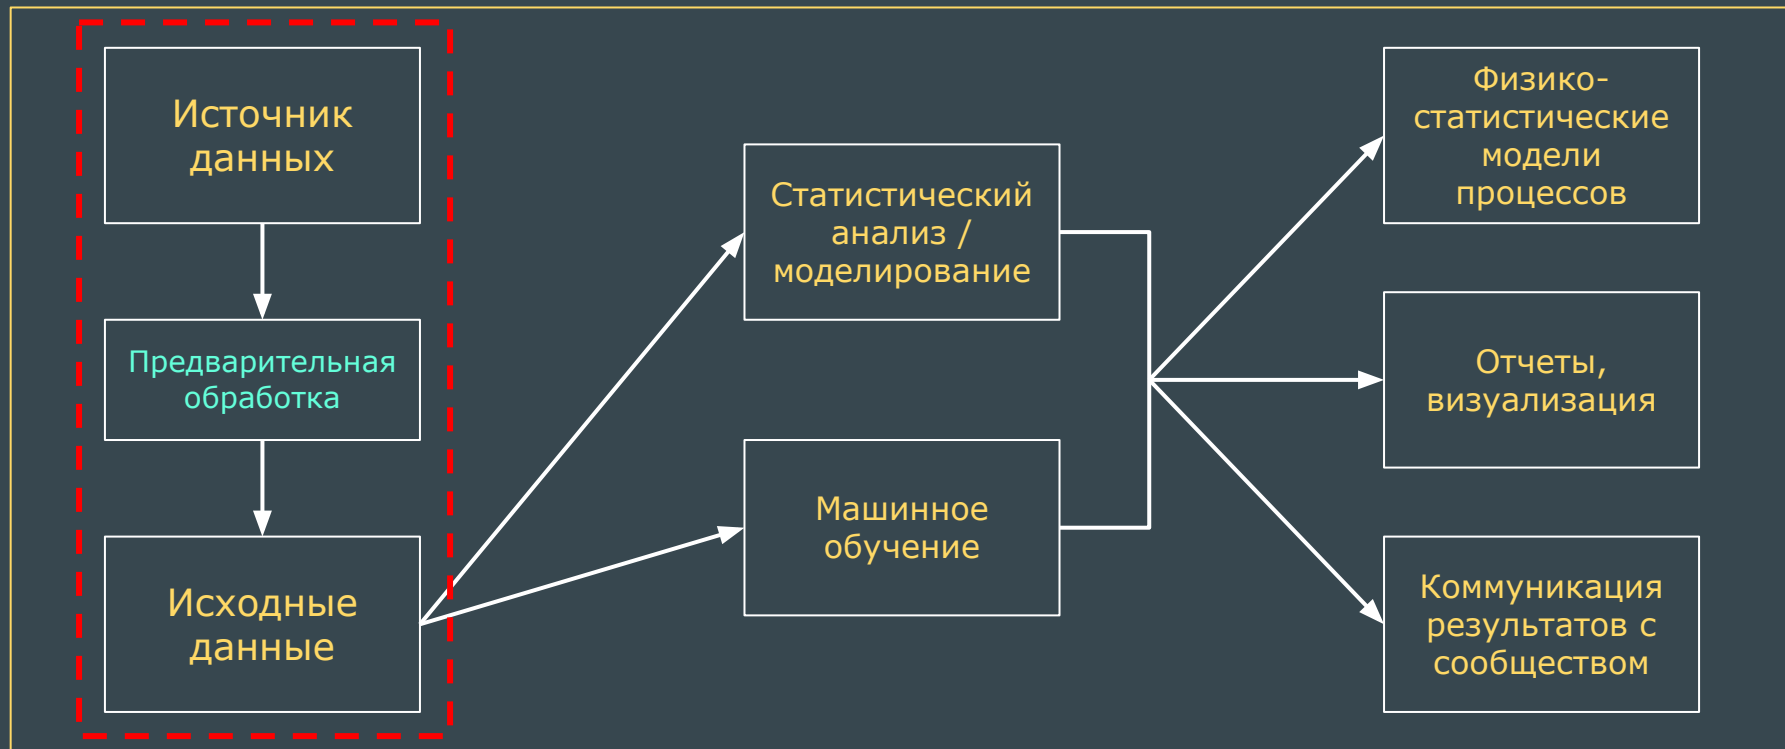 Источник
данных
Предварительная
обработка
Исходные
данные
Статистический
анализ /
моделирование
Машинное
обучение
Физико-
статистические
модели
процессов
Отчеты,
визуализация
Коммуникация
результатов с
сообществом